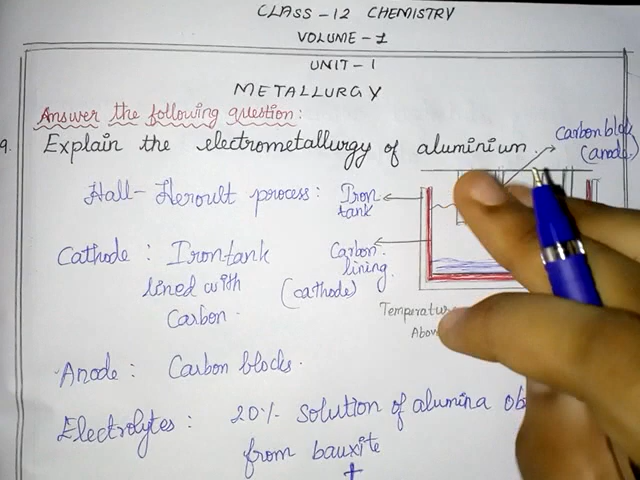 CLASS-12 CHEMISTRY
VOLUME-1
UNIT-1
METALLURGY
Answer the following question:
9. Explain the electrometallurgy of aluminium.
Carbon block
(anode)
Hall-Heroult process:
Iron
tank
Cathode: Iron tank
lined with
Carbon.
Carbon
lining.
(cathode)
Temperature
Anode: Carbon blocks.
Electrolytes: 20% solution of alumina
from bauxite
+